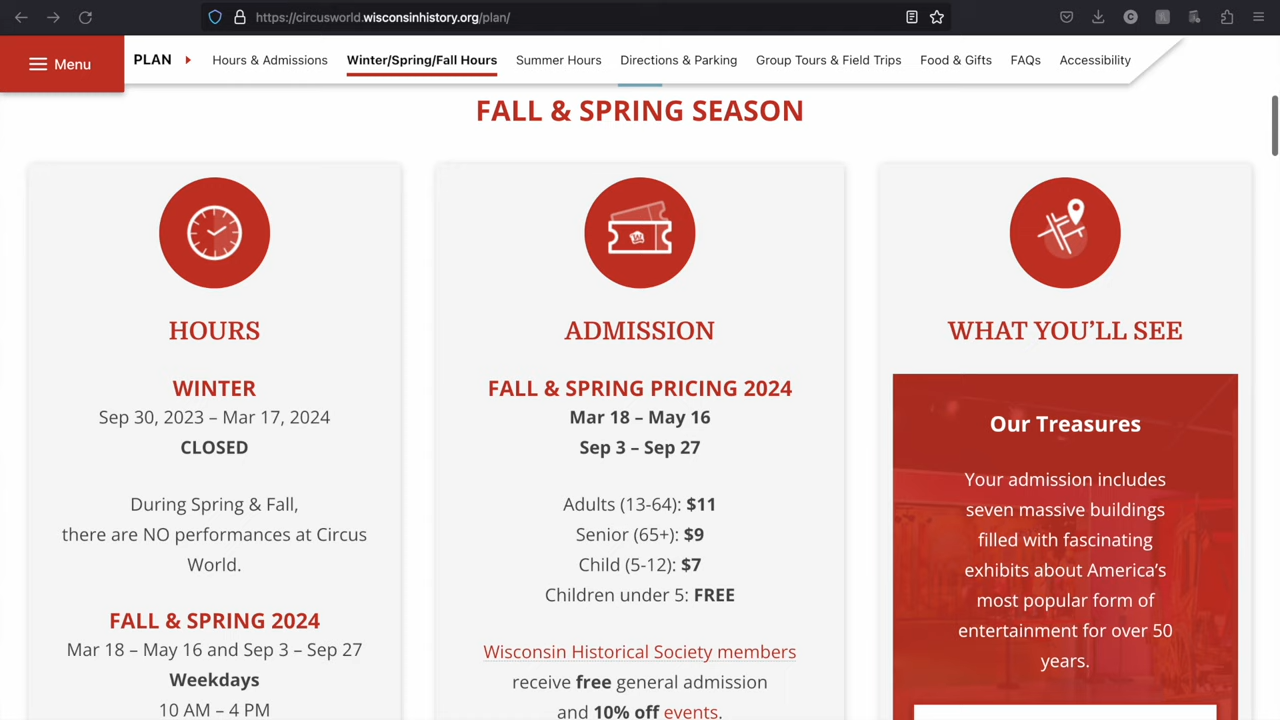 https://circusworld.wisconsinhistory.org/plan/
Menu
PLAN
Hours & Admissions
Winter/Spring/Fall Hours
Summer Hours
Directions & Parking
Group Tours & Field Trips
Food & Gifts
FAQs
Accessibility
FALL & SPRING SEASON
HOURS
WINTER
Sep 30, 2023 – Mar 17, 2024
CLOSED
During Spring & Fall,
there are NO performances at Circus
World.
FALL & SPRING 2024
Mar 18 – May 16 and Sep 3 – Sep 27
Weekdays
10 AM – 4 PM
ADMISSION
FALL & SPRING PRICING 2024
Mar 18 – May 16
Sep 3 – Sep 27
Adults (13-64): $11
Senior (65+): $9
Child (5-12): $7
Children under 5: FREE
Wisconsin Historical Society members
receive free general admission
and 10% off events.
WHAT YOU’LL SEE
Our Treasures
Your admission includes
seven massive buildings
filled with fascinating
exhibits about America’s
most popular form of
entertainment for over 50
years.